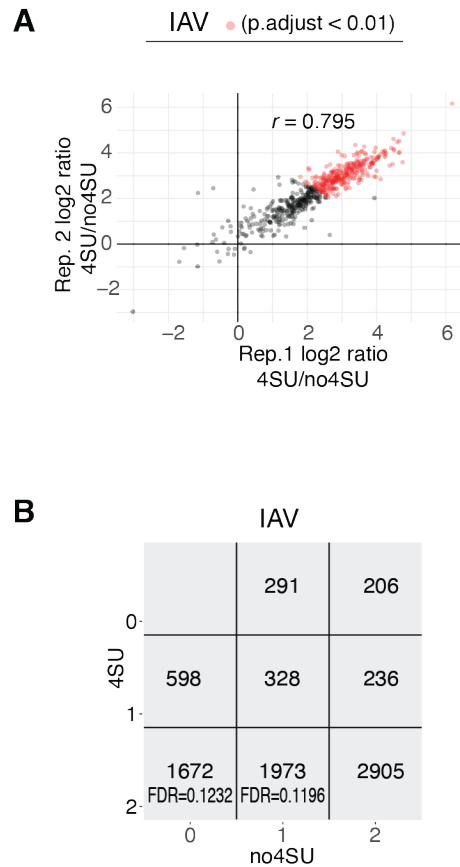 A
IAV (p.adjust < 0.01)
r = 0.795
6
4
2
0
−2
Rep. 2 log2 ratio
4SU/no4SU
−2 0 2 4 6
Rep.1 log2 ratio
4SU/no4SU
B
IAV
291 206
0
598 328 236
1
1672 1973 2905
FDR=0.1232 FDR=0.1196
2
4SU
0 1 2
no4SU